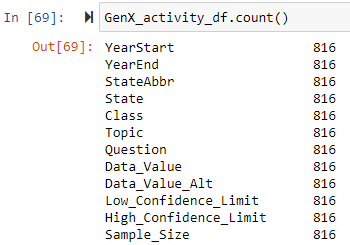 In [69]: GenX_activity_df.count()
Out[69]: YearStart 816
YearEnd 816
StateAbbr 816
State 816
Class 816
Topic 816
Question 816
Data_Value 816
Data_Value_Alt 816
Low_Confidence_Limit 816
High_Confidence_Limit 816
Sample_Size 816